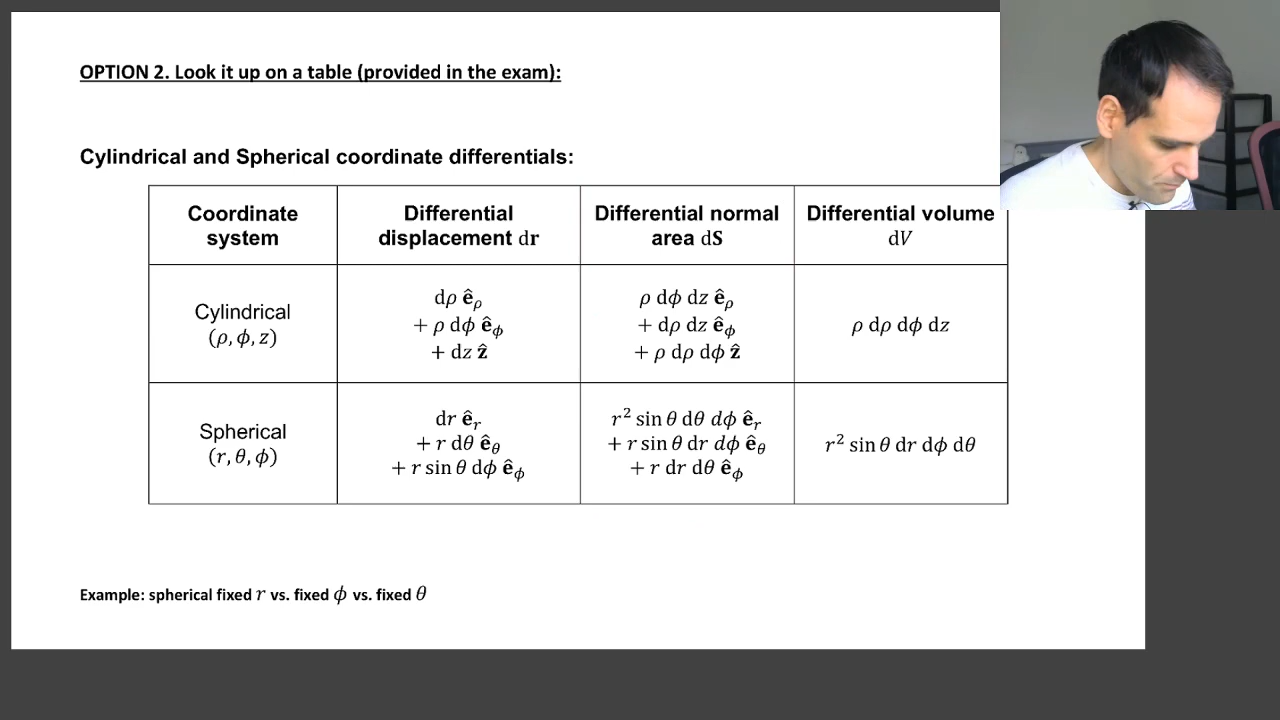 OPTION 2. Look it up on a table (provided in the exam):
Cylindrical and Spherical coordinate differentials:
Coordinate system
Differential displacement d𝐫
Differential normal area d𝐒
Differential volume d𝑉
Cylindrical
(𝜌, 𝜙, 𝑧)
d𝜌 𝐞̂_𝜌
+ 𝜌 d𝜙 𝐞̂_𝜙
+ d𝑧 𝐳̂
𝜌 d𝜙 d𝑧 𝐞̂_𝜌
+ d𝜌 d𝑧 𝐞̂_𝜙
+ 𝜌 d𝜌 d𝜙 𝐳̂
𝜌 d𝜌 d𝜙 d𝑧
Spherical
(𝑟, 𝜃, 𝜙)
d𝑟 𝐞̂_𝑟
+ 𝑟 d𝜃 𝐞̂_𝜃
+ 𝑟 sin 𝜃 d𝜙 𝐞̂_𝜙
𝑟² sin 𝜃 d𝜃 𝑑𝜙 𝐞̂_𝑟
+ 𝑟 sin 𝜃 d𝑟 𝑑𝜙 𝐞̂_𝜃
+ 𝑟 d𝑟 d𝜃 𝐞̂_𝜙
𝑟² sin 𝜃 d𝑟 d𝜙 d𝜃
Example: spherical fixed 𝑟 vs. fixed 𝜙 vs. fixed 𝜃